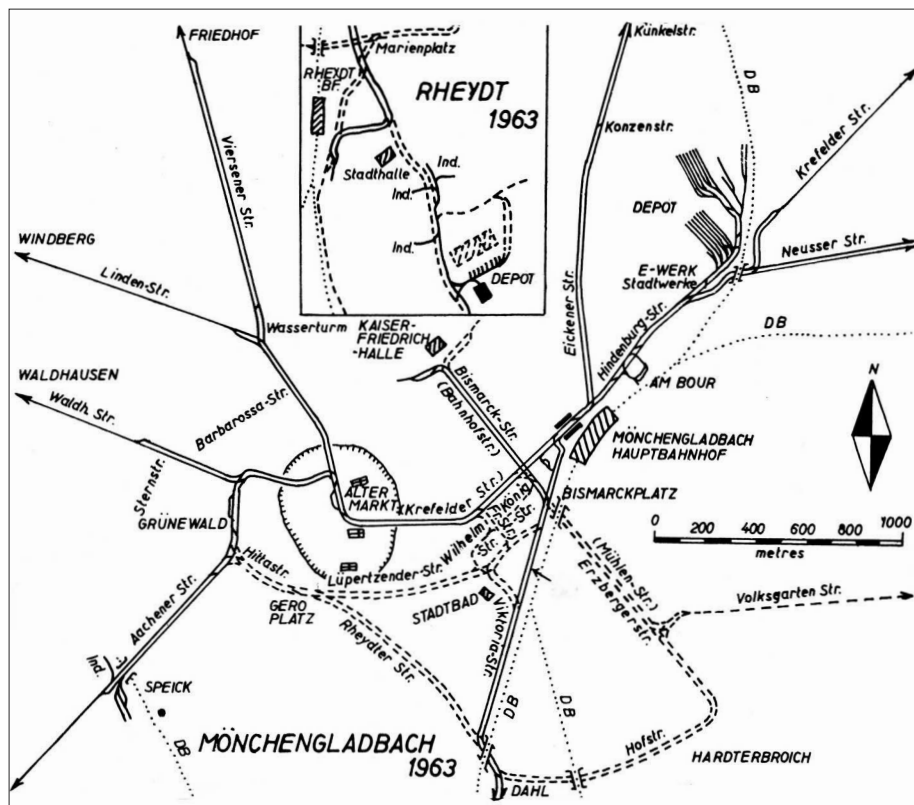 FRIEDHOF
Viersener Str.
WINDBERG
Linden-Str.
Wasserturm
WALDHAUSEN
Waldh. Str.
Barbarossa-Str.
Sternstr.
GRÜNEWALD
ALTER
MARKT
(Krefelder Str.)
Hittastr.
Lüpertzender-Str.
GERO
PLATZ
Rheydter Str.
Aachener Str.
Ind.
SPEICK
DB
MÖNCHENGLADBACH
1963
Marienplatz
RHEYDT
BF.
RHEYDT
1963
Stadthalle
Ind.
Ind.
Ind.
DEPOT
KAISER-
FRIEDRICH
-HALLE
Bismarck-Str.
(Bahnhofstr.)
Künkelstr.
Konzenstr.
Eickener Str.
DB
Krefelder Str.
DEPOT
Neusser Str.
E-WERK
Stadtwerke
Hindenburg-Str.
DB
AM BOUR
N
MÖNCHENGLADBACH
HAUPTBAHNHOF
BISMARCKPLATZ
0 200 400 600 800 1000
metres
Wilhelm
Str.
König
Str.
STADTBAD
Viktoria-Str.
(Mühlen-Str.)
Erzbergerstr.
Volksgarten Str.
DB
DB
Hofstr.
HARDTERBROICH
DAHL